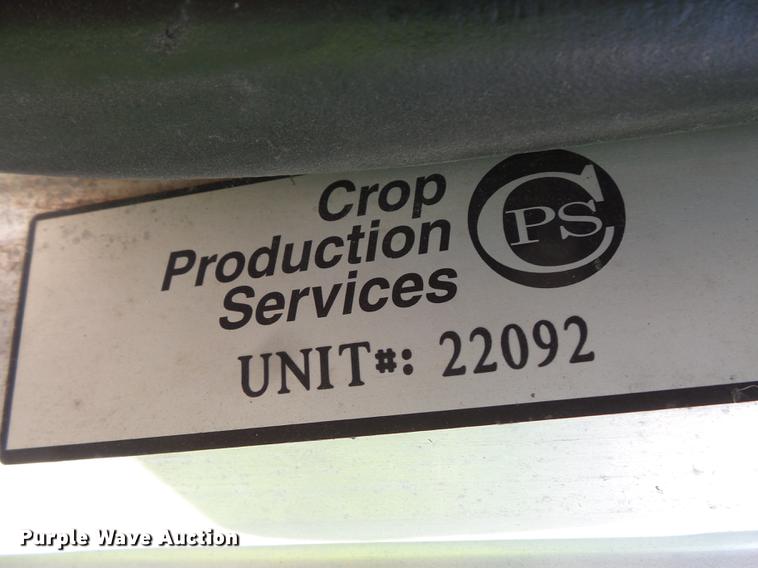 Crop
Production
Services
CPS
UNIT#: 22092
Purple Wave Auction